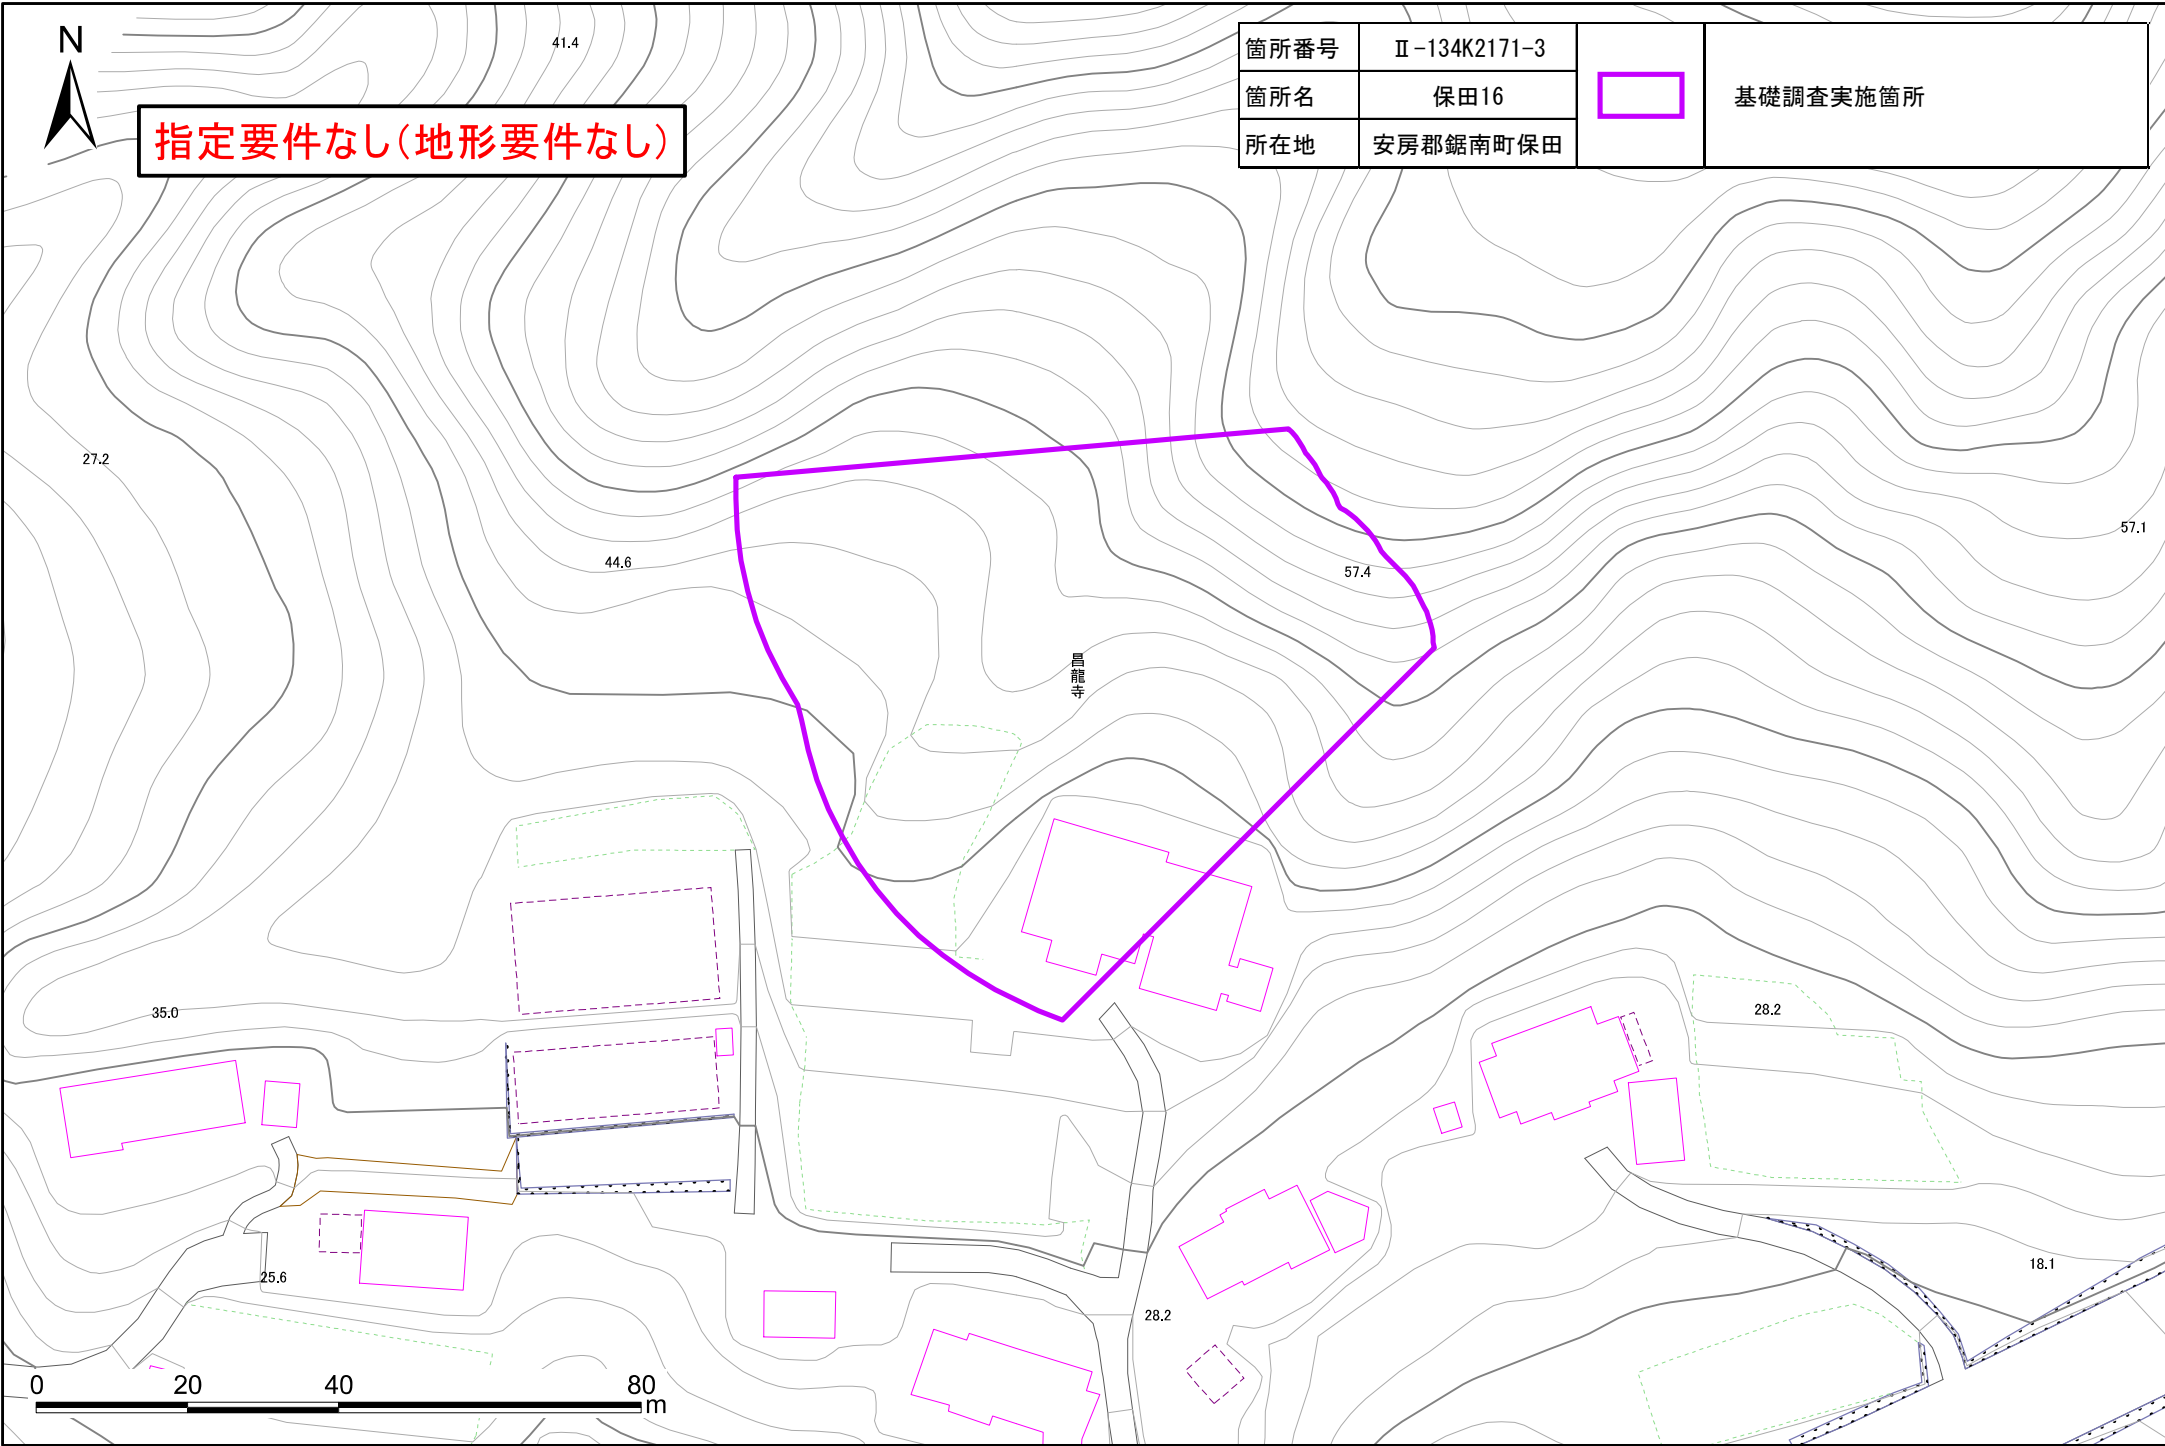 N
41.4
指定要件なし(地形要件なし)
箇所番号 Ⅱ-134K2171-3
箇所名 保田16
所在地 安房郡鋸南町保田
基礎調査実施箇所
27.2
44.6
57.4
57.1
昌龍寺
35.0
28.2
25.6
28.2
18.1
0 20 40 80
m